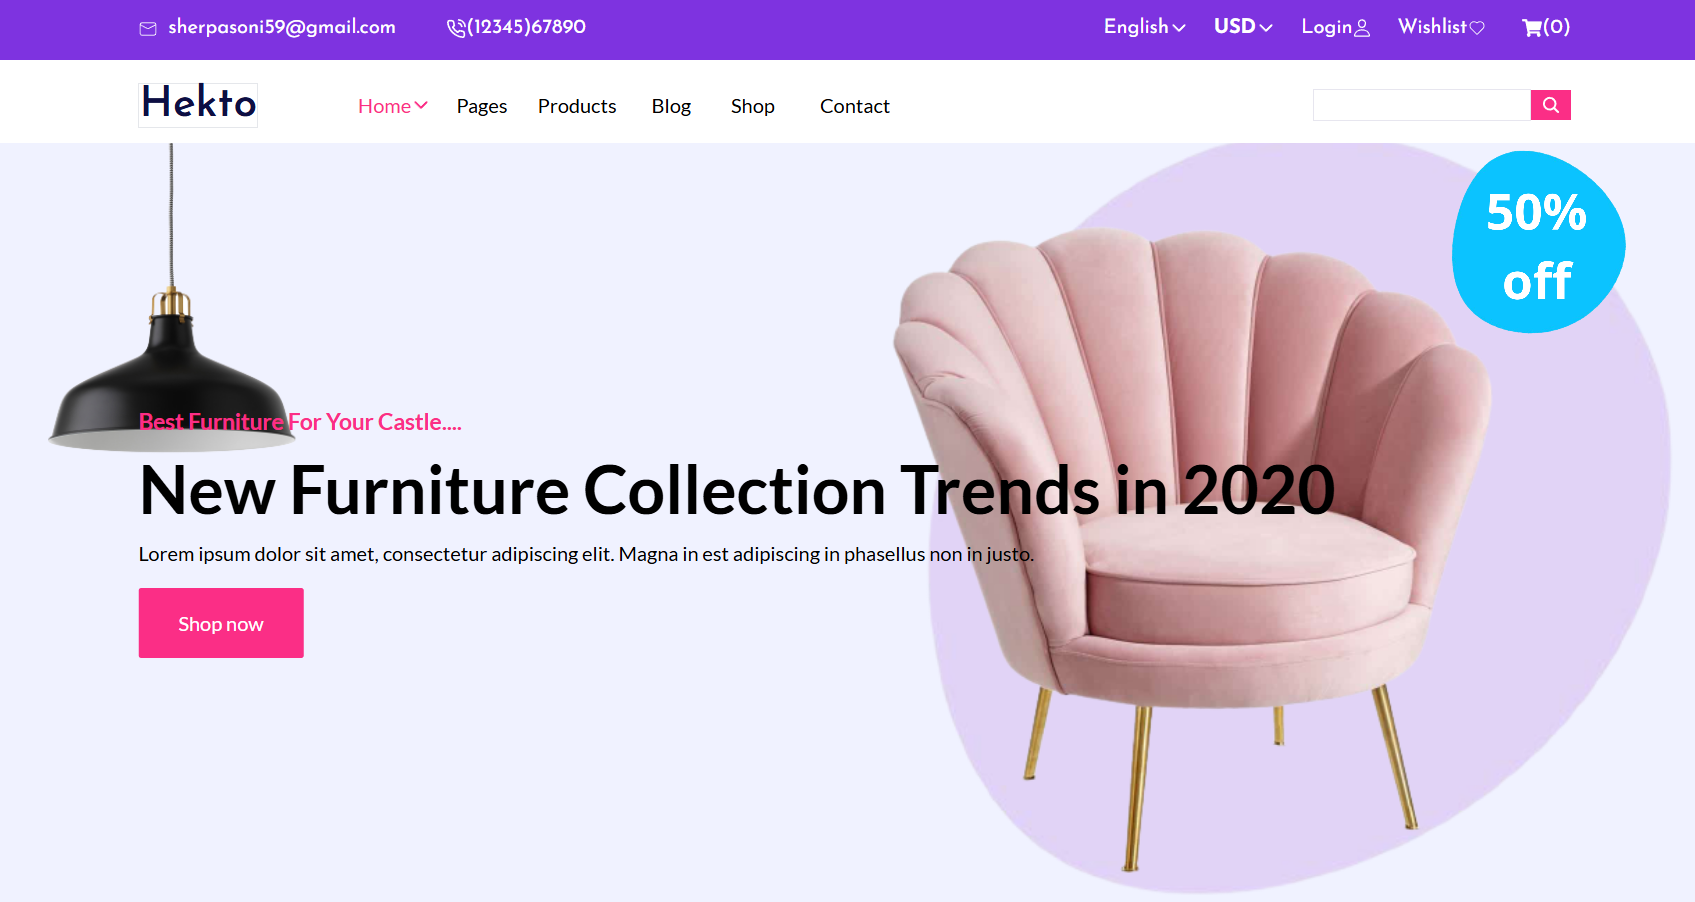 sherpasoni59@gmail.com (12345)67890 English USD Login Wishlist (0)
Hekto Home Pages Products Blog Shop Contact
50%
off
Best Furniture For Your Castle....
New Furniture Collection Trends in 2020
Lorem ipsum dolor sit amet, consectetur adipiscing elit. Magna in est adipiscing in phasellus non in justo.
Shop now